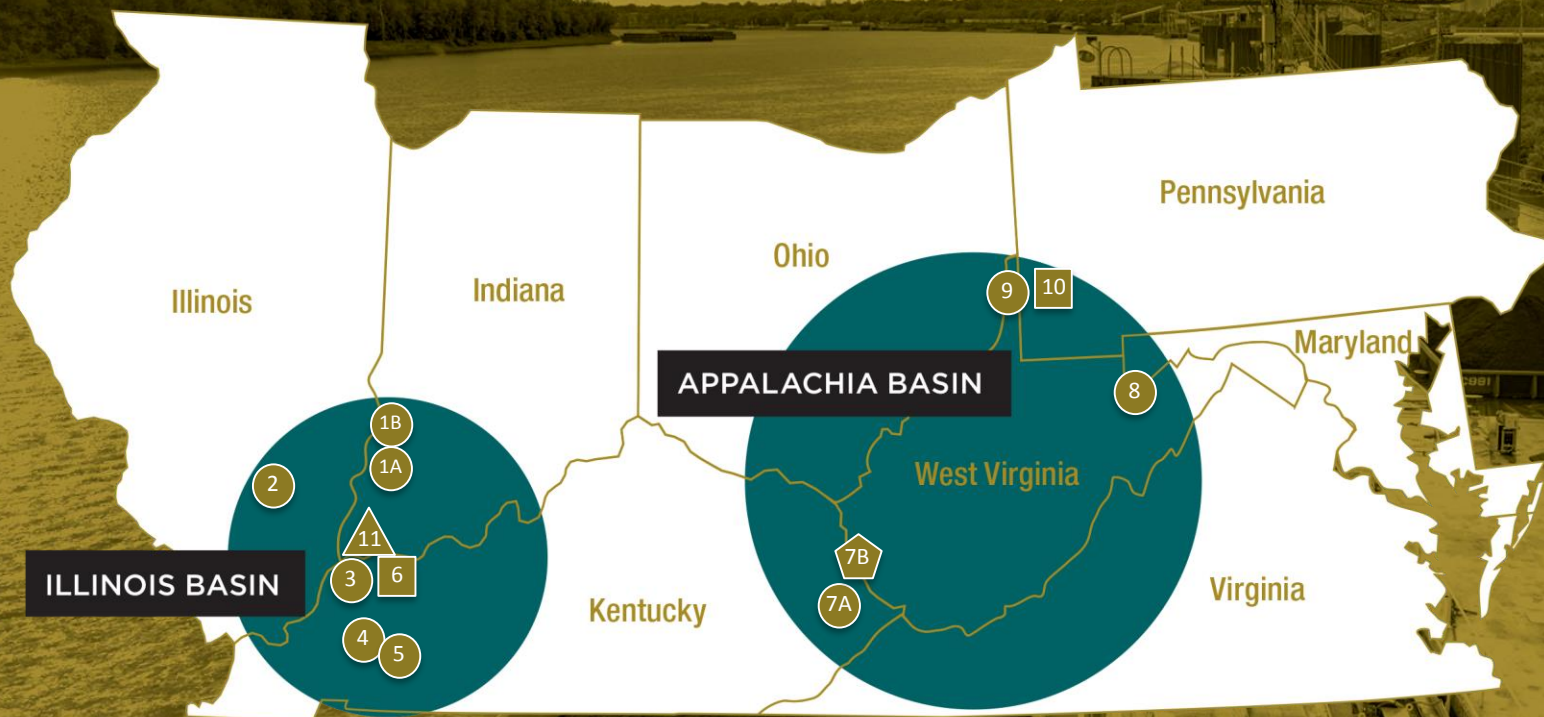 Pennsylvania
Ohio
Illinois
Indiana
9
10
Maryland
APPALACHIA BASIN
8
1B
1A
West Virginia
2
11
7B
ILLINOIS BASIN
3
6
Kentucky
7A
Virginia
4
5